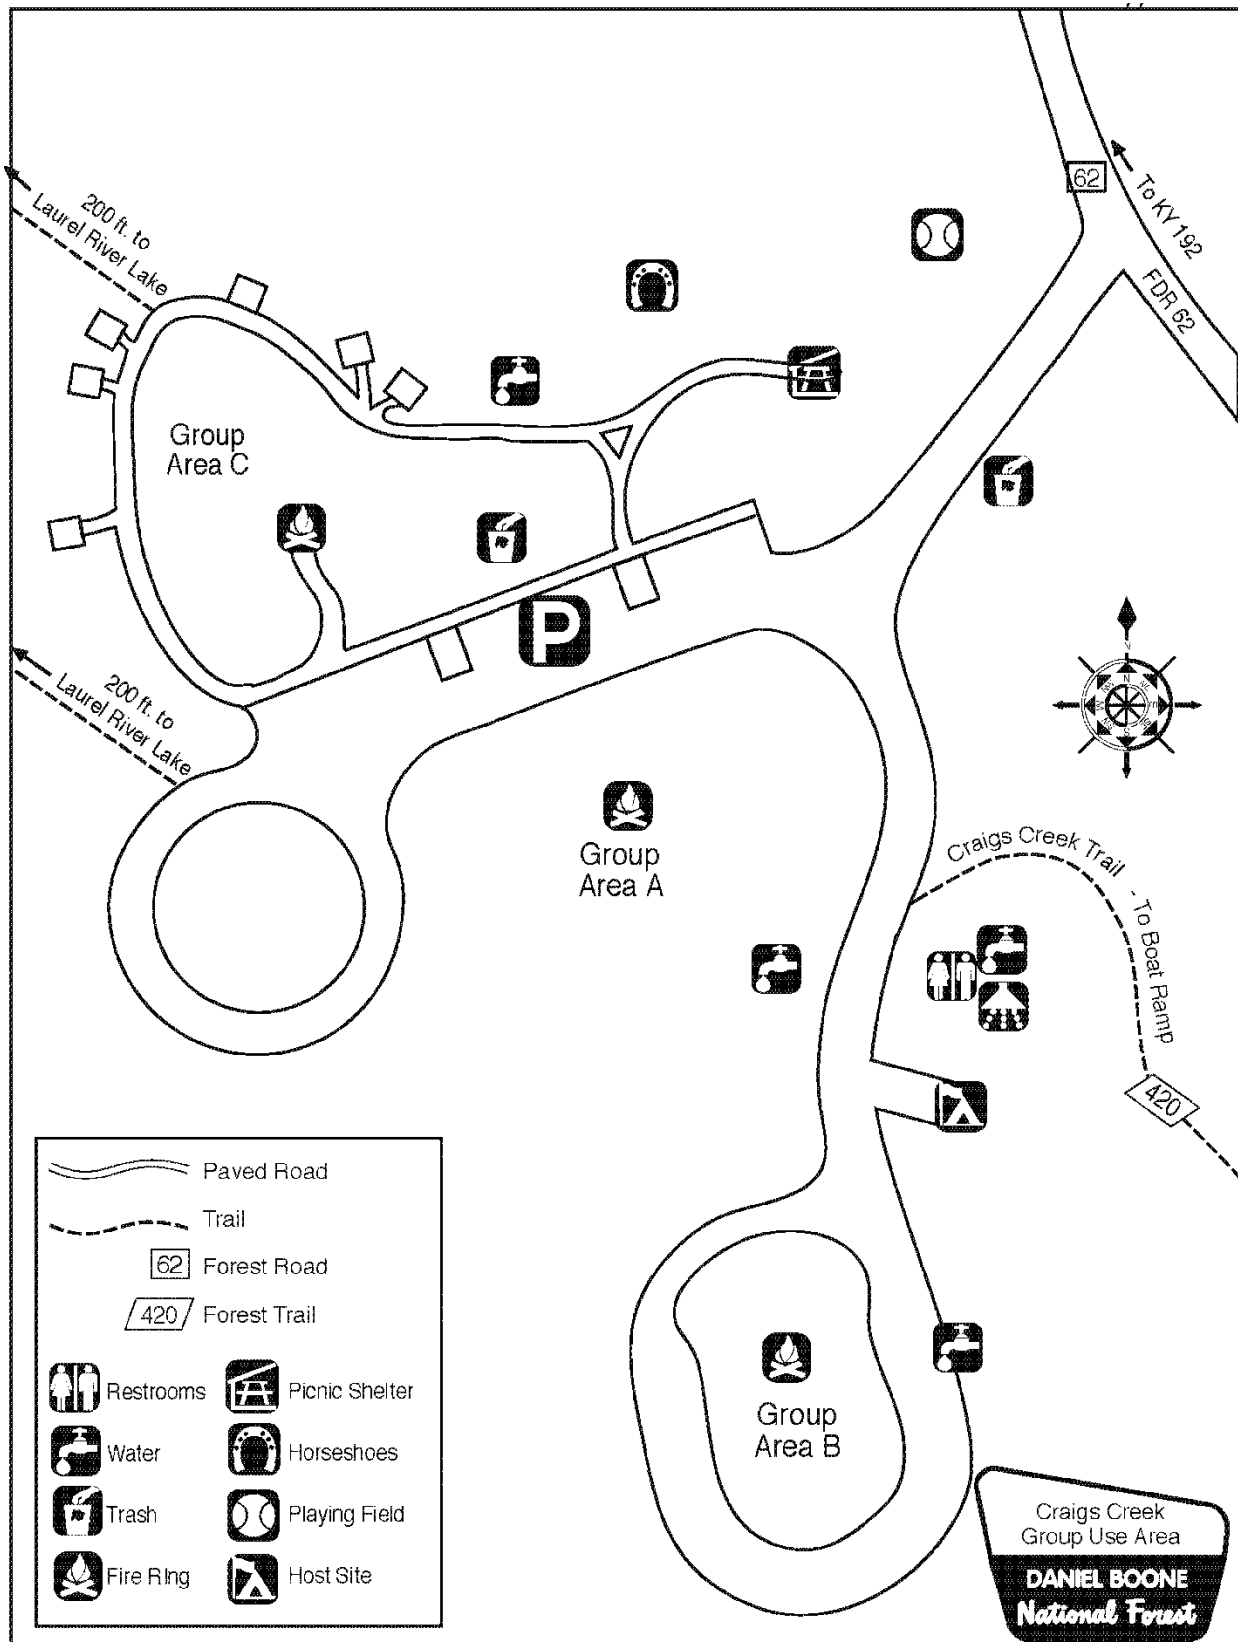 62
To KY 192
FDR 62
200 ft. to
Laurel River Lake
Group
Area C
P
200 ft. to
Laurel River Lake
N
Group
Area A
Craigs Creek Trail - To Boat Ramp
420
Group
Area B
Paved Road
Trail
62 Forest Road
420 Forest Trail
Restrooms
Picnic Shelter
Water
Horseshoes
Trash
Playing Field
Fire RIng
Host Site
Craigs Creek
Group Use Area
DANIEL BOONE
National Forest